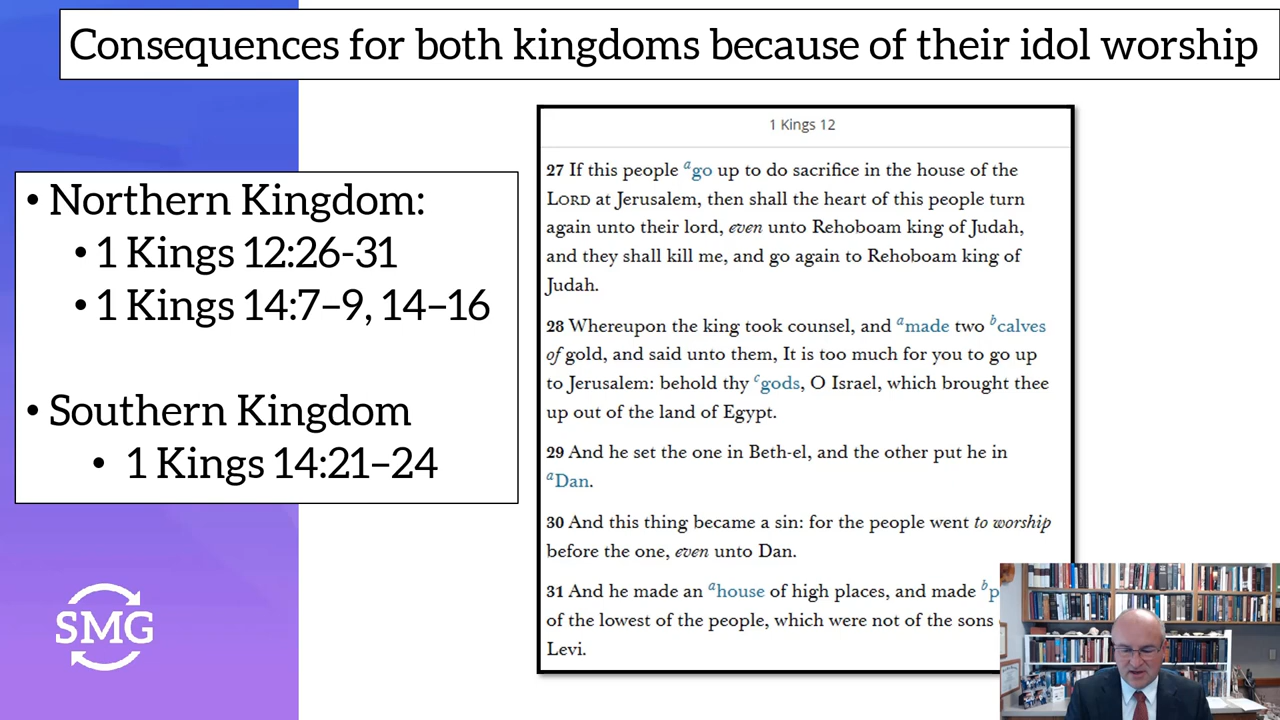 Consequences for both kingdoms because of their idol worship
• Northern Kingdom:
• 1 Kings 12:26-31
• 1 Kings 14:7–9, 14–16
• Southern Kingdom
• 1 Kings 14:21–24
SMG
1 Kings 12
27 If this people a go up to do sacrifice in the house of the
LORD at Jerusalem, then shall the heart of this people turn
again unto their lord, even unto Rehoboam king of Judah,
and they shall kill me, and go again to Rehoboam king of
Judah.
28 Whereupon the king took counsel, and a made two b calves
of gold, and said unto them, It is too much for you to go up
to Jerusalem: behold thy c gods, O Israel, which brought thee
up out of the land of Egypt.
29 And he set the one in Beth-el, and the other put he in
a Dan.
30 And this thing became a sin: for the people went to worship
before the one, even unto Dan.
31 And he made an a house of high places, and made b p
of the lowest of the people, which were not of the sons
Levi.